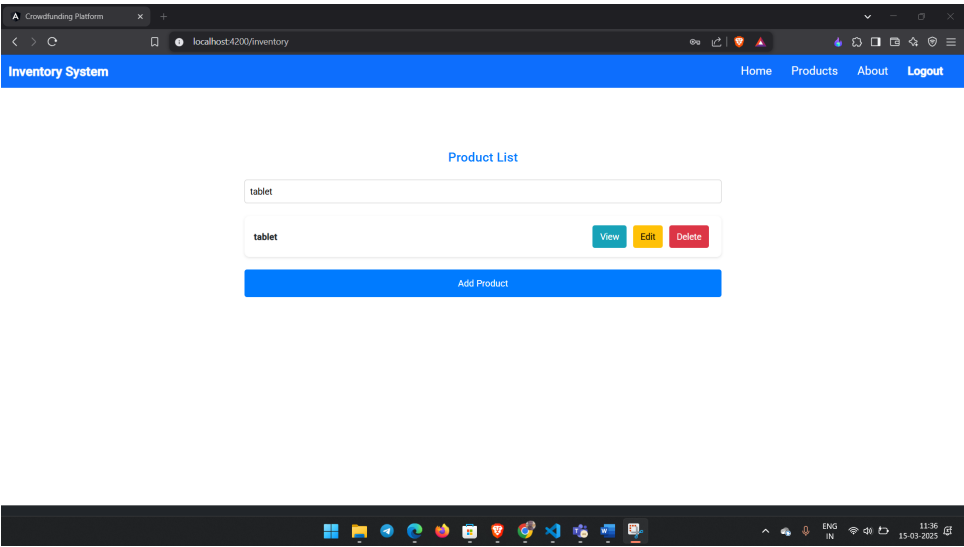 Crowdfunding Platform
localhost:4200/inventory
Inventory System
Home Products About Logout
Product List
tablet
tablet View Edit Delete
Add Product
ENG
IN
11:36
15-03-2025